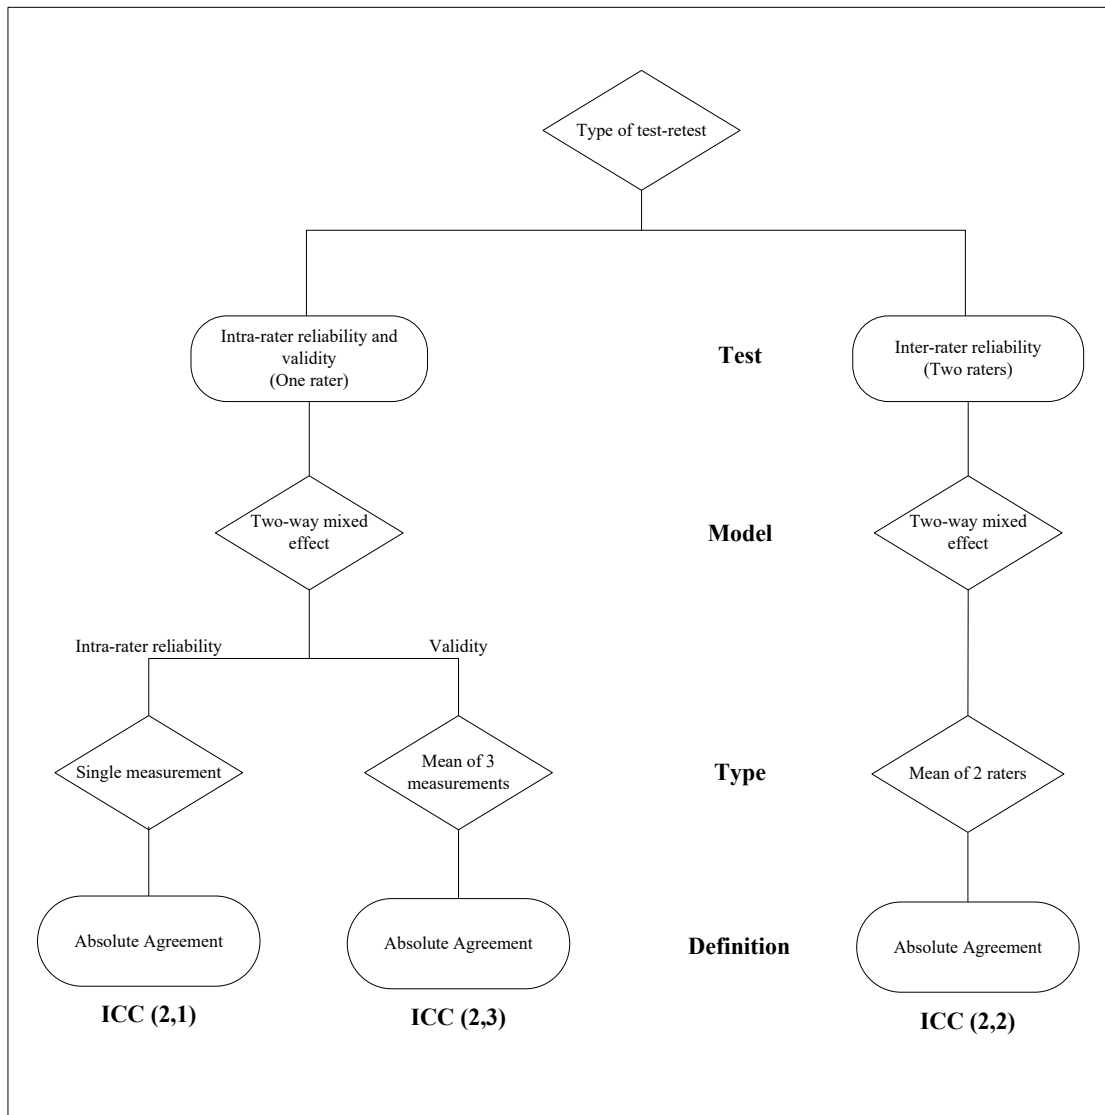 Type of test-retest
Intra-rater reliability and
validity
(One rater)
Test
Inter-rater reliability
(Two raters)
Two-way mixed
effect
Model
Two-way mixed
effect
Intra-rater reliability
Validity
Single measurement
Mean of 3
measurements
Type
Mean of 2 raters
Absolute Agreement
Absolute Agreement
Definition
Absolute Agreement
ICC (2,1)
ICC (2,3)
ICC (2,2)